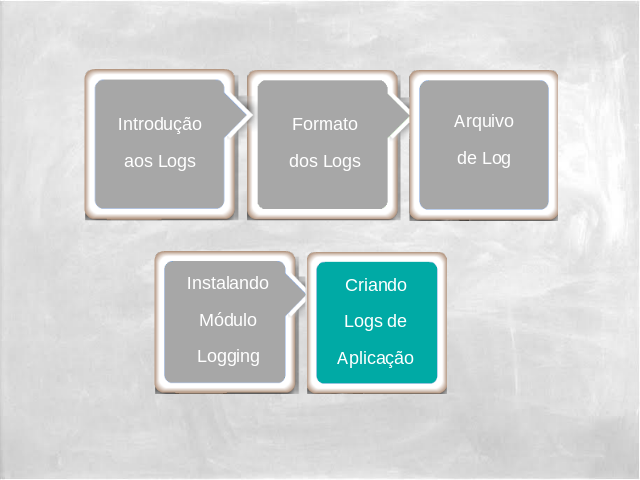 Introdução
aos Logs
Formato
dos Logs
Arquivo
de Log
Instalando
Módulo
Logging
Criando
Logs de
Aplicação